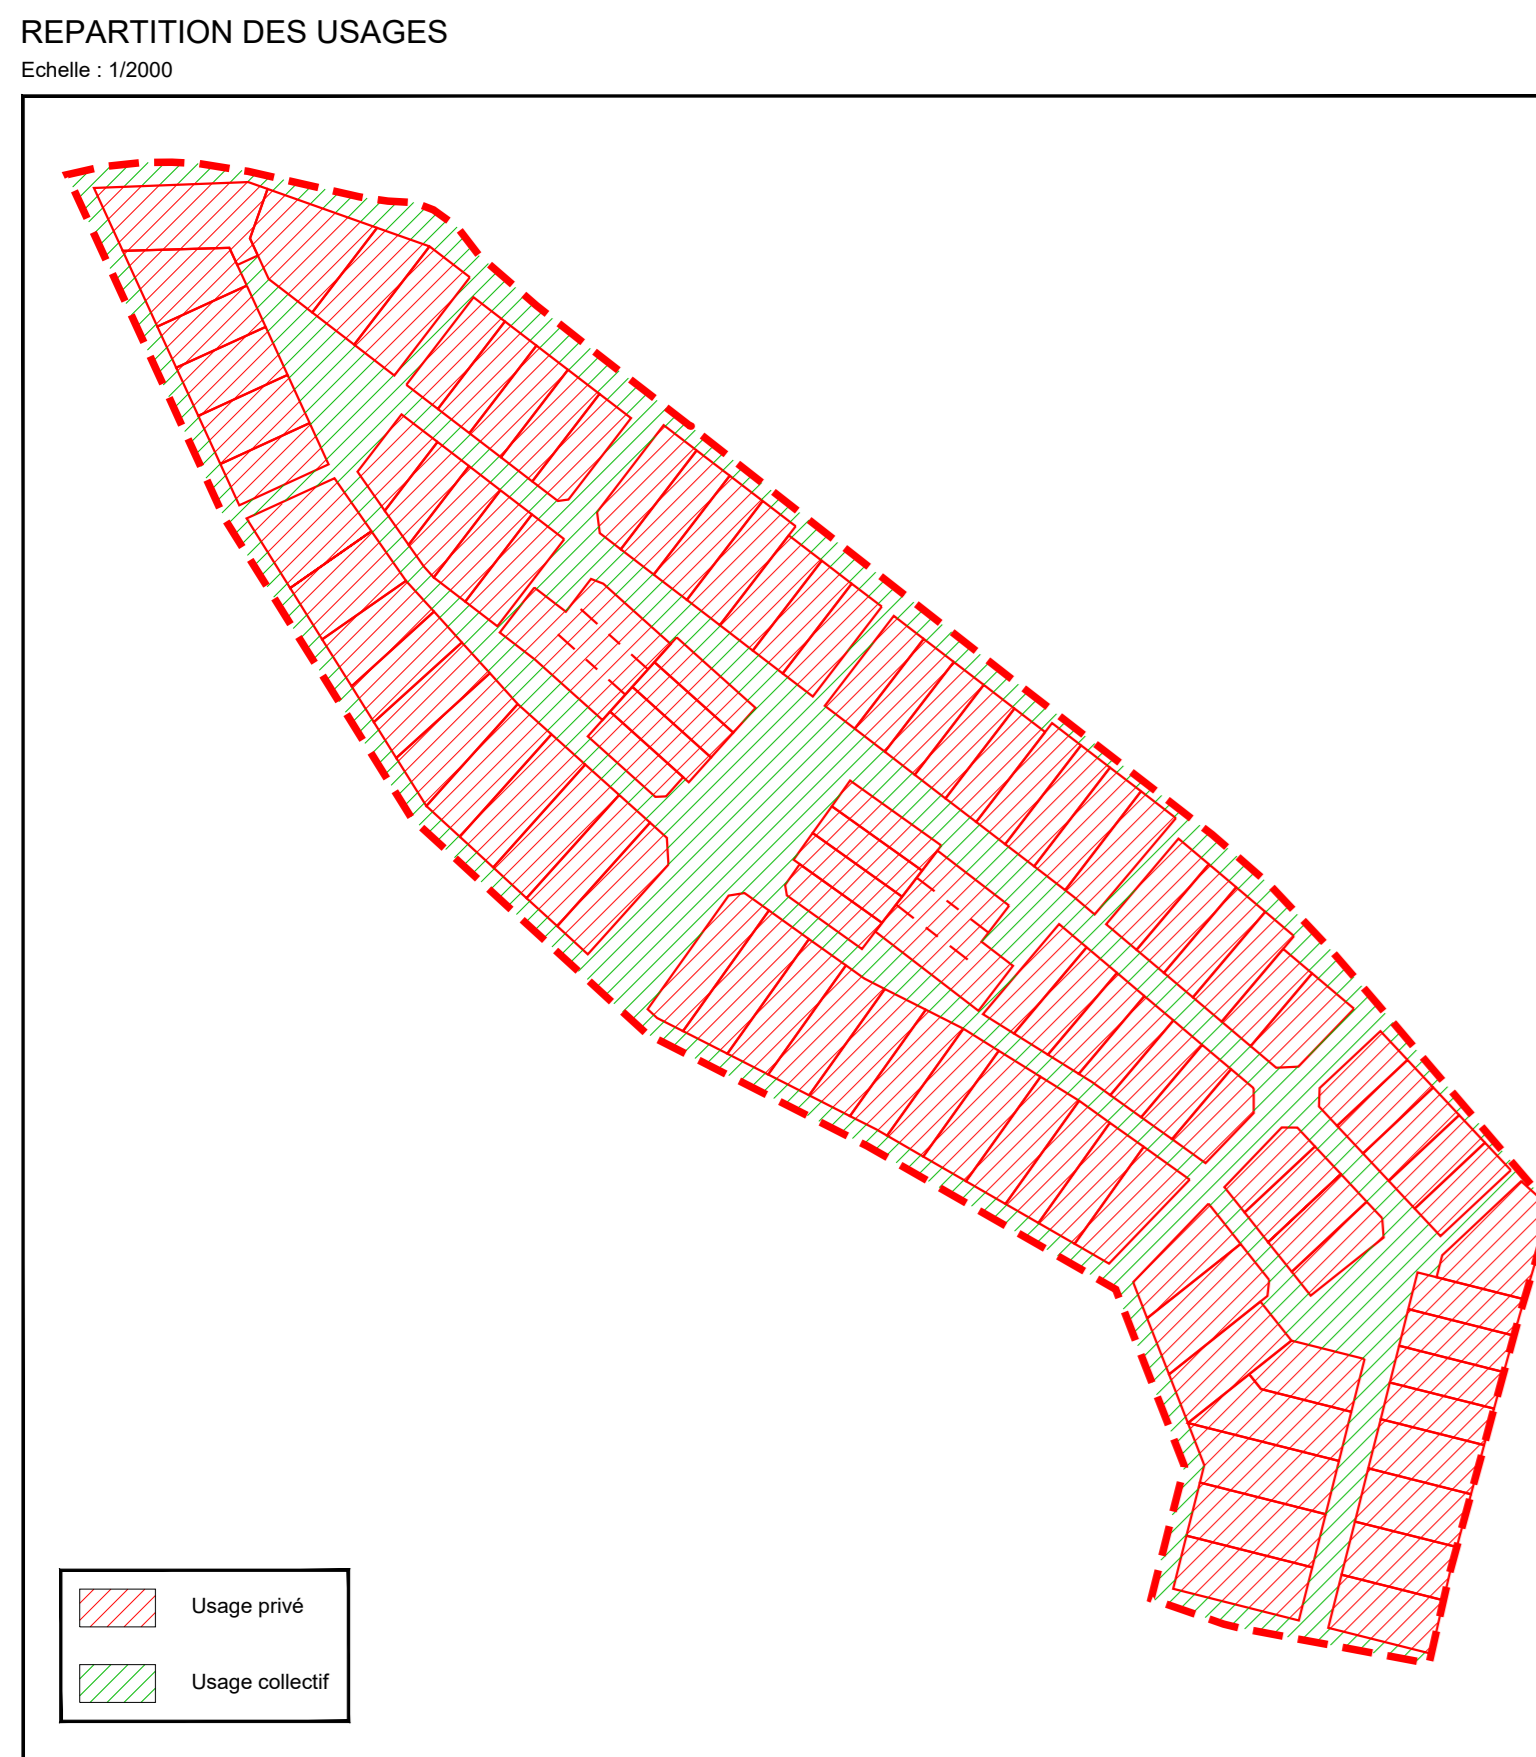 REPARTITION DES USAGES
Echelle : 1/2000
Usage privé
Usage collectif